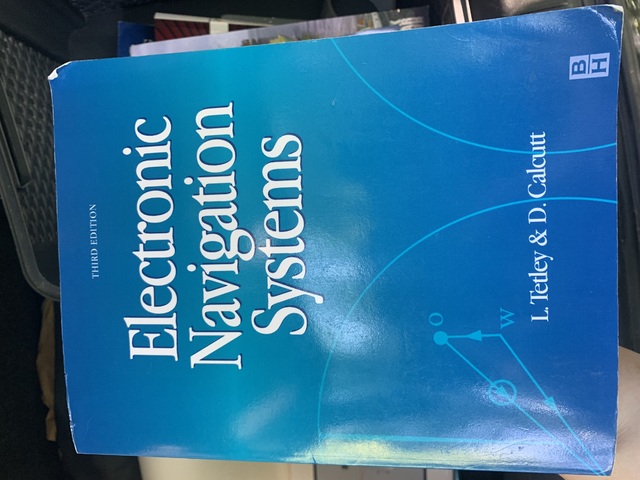 THIRD EDITION
Electronic
Navigation
Systems
O
W
L. Tetley & D. Calcutt
B
H